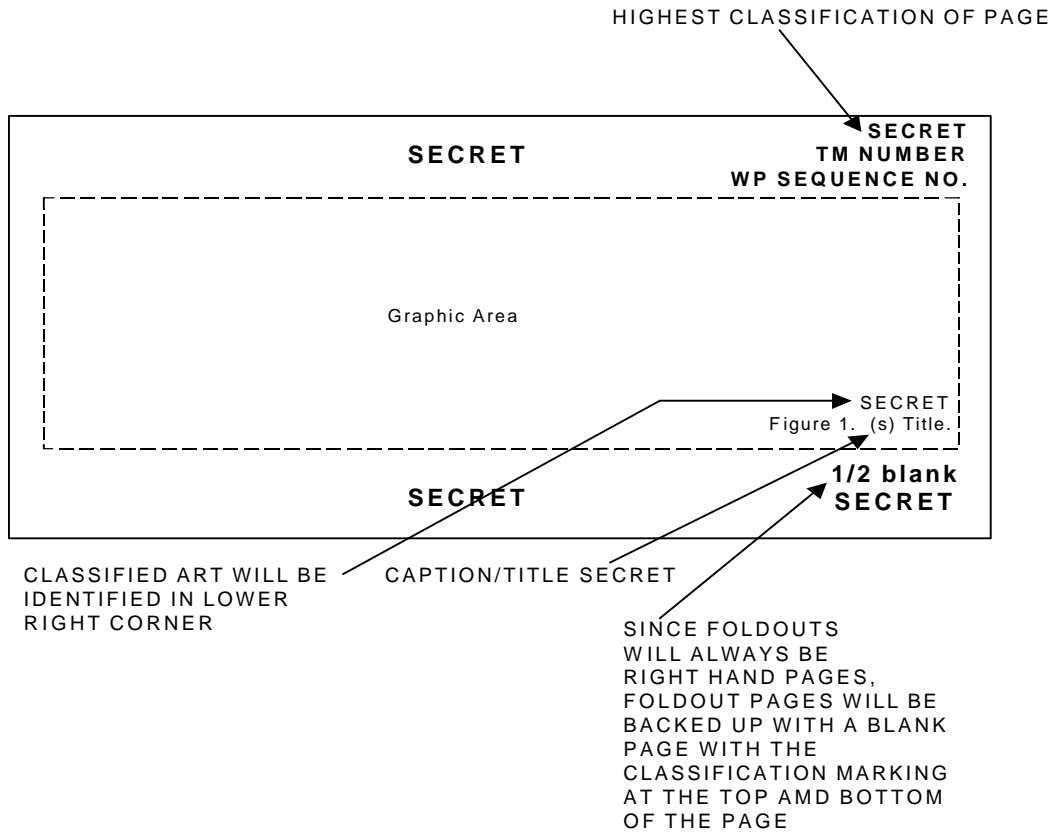 HIGHEST CLASSIFICATION OF PAGE
SECRET
SECRET
TM NUMBER
WP SEQUENCE NO.
Graphic Area
SECRET
Figure 1. (s) Title.
1/2 blank
SECRET
SECRET
CLASSIFIED ART WILL BE
IDENTIFIED IN LOWER
RIGHT CORNER
CAPTION/TITLE SECRET
SINCE FOLDOUTS
WILL ALWAYS BE
RIGHT HAND PAGES,
FOLDOUT PAGES WILL BE
BACKED UP WITH A BLANK
PAGE WITH THE
CLASSIFICATION MARKING
AT THE TOP AMD BOTTOM
OF THE PAGE